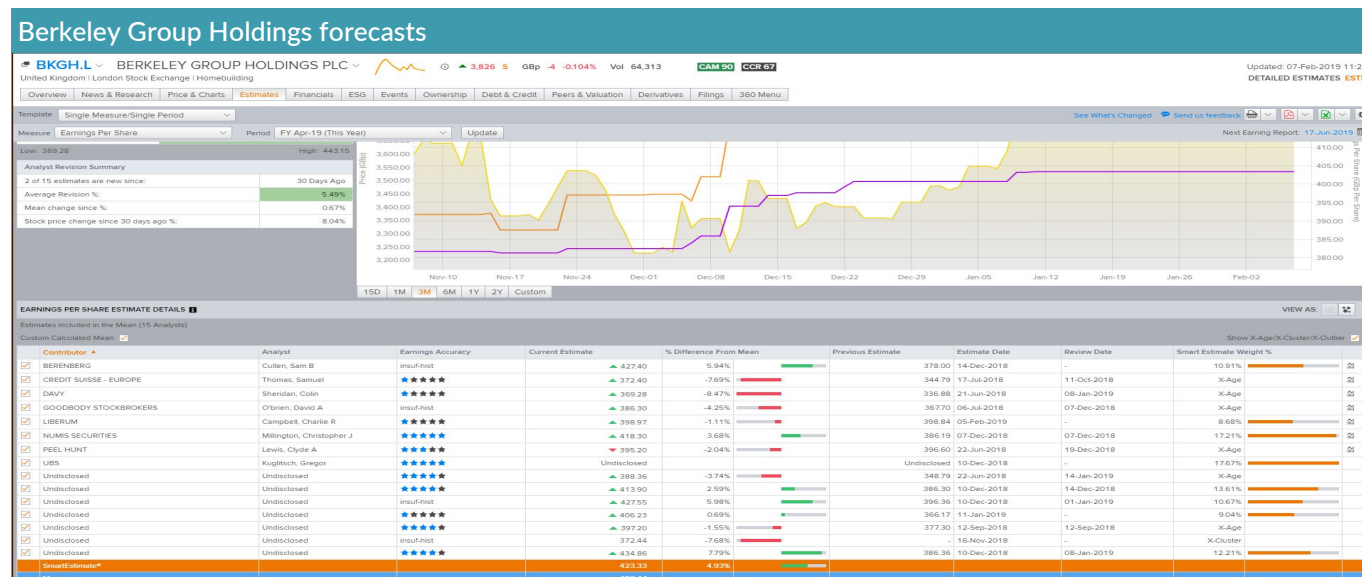 Berkeley Group Holdings forecasts
BKGH.L BERKELEY GROUP HOLDINGS PLC 3,826 S GBp -4 -0.104% Vol 64,313 CAM 90 CCR 67 Updated: 07-Feb-2019 11:2
United Kingdom | London Stock Exchange | Homebuilding DETAILED ESTIMATES EST
Overview News & Research Price & Charts Estimates Financials ESG Events Ownership Debt & Credit Peers & Valuation Derivatives Filings 360 Menu
Template Single Measure/Single Period See What's Changed Send us feedback
Measure Earnings Per Share Period FY Apr-19 (This Year) Update Next Earning Report: 17-Jun-2019
Low: 369.28 High: 443.15
Analyst Revision Summary
2 of 15 estimates are new since: 30 Days Ago
Average Revision %: 5.49%
Mean change since %: 0.67%
Stock price change since 30 days ago %: 8.04%
Price (GBp)
3,600.00
3,550.00
3,500.00
3,450.00
3,400.00
3,350.00
3,300.00
3,250.00
3,200.00
410.00
405.00
400.00
395.00
390.00
385.00
380.00
Per Share (GBp Per Share)
Nov-10 Nov-17 Nov-24 Dec-01 Dec-08 Dec-15 Dec-22 Dec-29 Jan-05 Jan-12 Jan-19 Jan-26 Feb-02
15D 1M 3M 6M 1Y 2Y Custom
EARNINGS PER SHARE ESTIMATE DETAILS VIEW AS:
Estimates included in the Mean (15 Analysts)
Custom Calculated Mean Show X-Age/X-Cluster/X-Outlier
Contributor Analyst Earnings Accuracy Current Estimate % Difference From Mean Previous Estimate Estimate Date Review Date Smart Estimate Weight %
BERENBERG Cullen, Sam B insuf-hist 427.40 5.94% 378.00 14-Dec-2018 - 10.91%
CREDIT SUISSE - EUROPE Thomas, Samuel 372.40 -7.69% 344.79 17-Jul-2018 11-Oct-2018 X-Age
DAVY Sheridan, Colin 369.28 -8.47% 336.88 21-Jun-2018 08-Jan-2019 X-Age
GOODBODY STOCKBROKERS O'brien, David A insuf-hist 386.30 -4.25% 367.70 06-Jul-2018 07-Dec-2018 X-Age
LIBERUM Campbell, Charlie R 398.97 -1.11% 398.84 05-Feb-2019 - 8.68%
NUMIS SECURITIES Millington, Christopher J 418.30 3.68% 386.19 07-Dec-2018 07-Dec-2018 17.21%
PEEL HUNT Lewis, Clyde A 395.20 -2.04% 396.60 22-Jun-2018 19-Dec-2018 X-Age
UBS Kuglitsch, Gregor Undisclosed Undisclosed 10-Dec-2018 - 17.67%
Undisclosed Undisclosed 388.36 -3.74% 348.79 22-Jun-2018 14-Jan-2019 X-Age
Undisclosed Undisclosed 413.90 2.59% 386.30 10-Dec-2018 14-Dec-2018 13.61%
Undisclosed Undisclosed insuf-hist 427.55 5.98% 396.36 10-Dec-2018 01-Jan-2019 10.67%
Undisclosed Undisclosed 406.23 0.69% 366.17 11-Jan-2019 - 9.04%
Undisclosed Undisclosed 397.20 -1.55% 377.30 12-Sep-2018 12-Sep-2018 X-Age
Undisclosed Undisclosed insuf-hist 372.44 -7.68% - 16-Nov-2018 - X-Cluster
Undisclosed Undisclosed 434.86 7.79% 386.36 10-Dec-2018 08-Jan-2019 12.21%
SmartEstimate® 423.33 4.93%